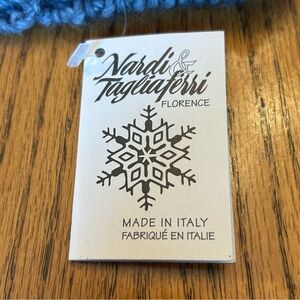 Nardi &
Tagliaferri
FLORENCE
MADE IN ITALY
FABRIQUÉ EN ITALIE